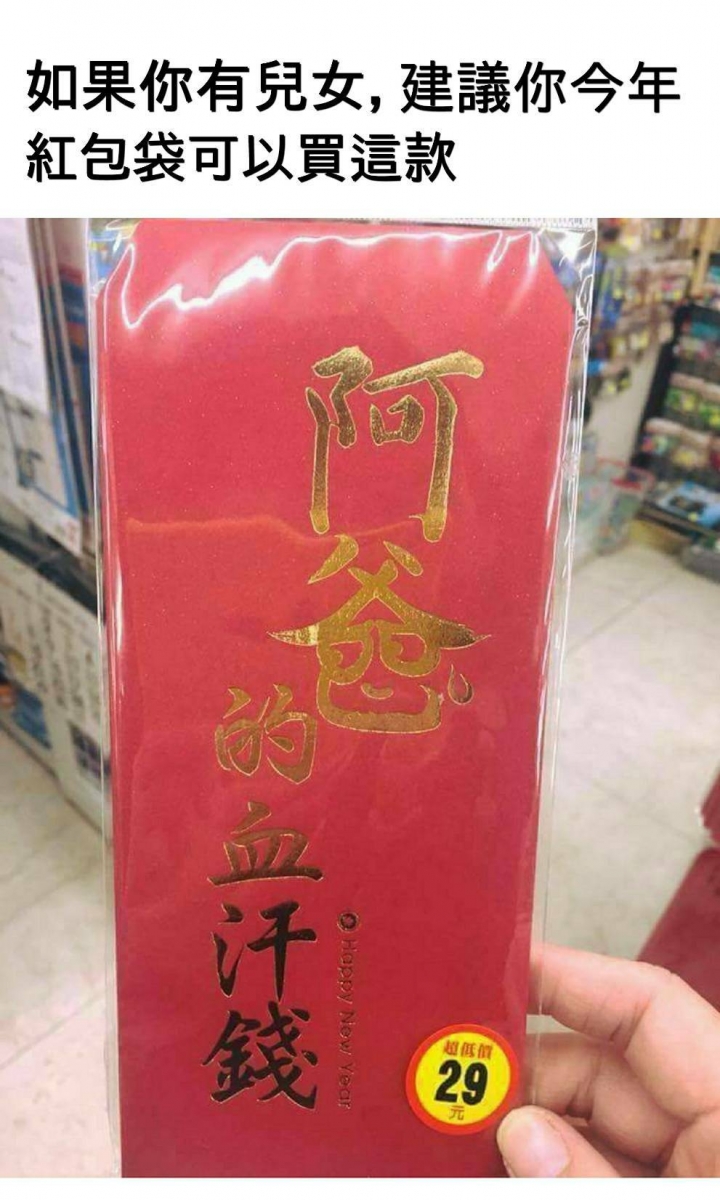 如果你有兒女, 建議你今年
紅包袋可以買這款
阿爸
的血汗錢
Happy New Year
超低價
29
元